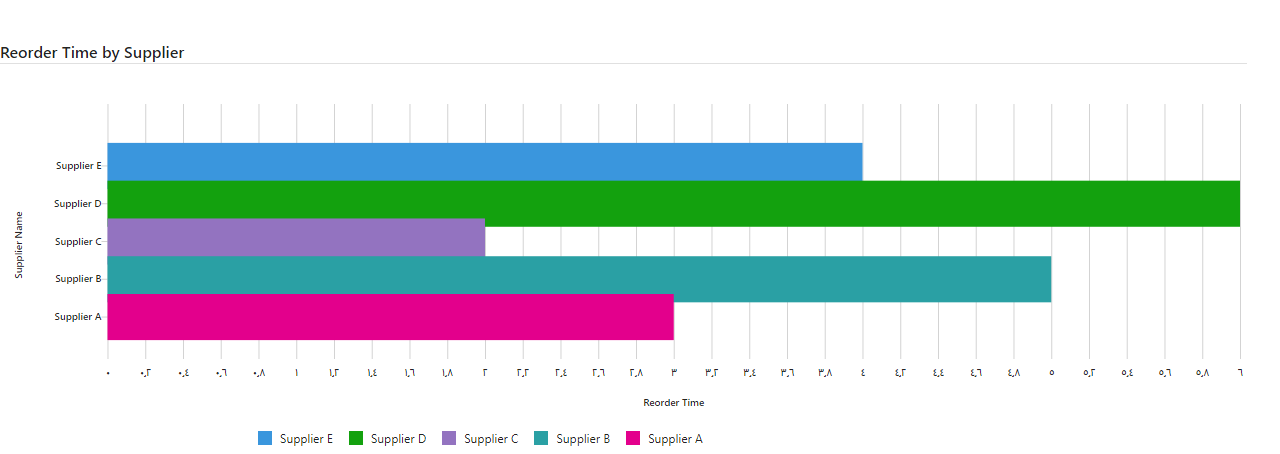 Reorder Time by Supplier
Supplier Name
Supplier E
Supplier D
Supplier C
Supplier B
Supplier A
٠ ٠٫٢ ٠٫٤ ٠٫٦ ٠٫٨ ١ ١٫٢ ١٫٤ ١٫٦ ١٫٨ ٢ ٢٫٢ ٢٫٤ ٢٫٦ ٢٫٨ ٣ ٣٫٢ ٣٫٤ ٣٫٦ ٣٫٨ ٤ ٤٫٢ ٤٫٤ ٤٫٦ ٤٫٨ ٥ ٥٫٢ ٥٫٤ ٥٫٦ ٥٫٨ ٦
Reorder Time
Supplier E Supplier D Supplier C Supplier B Supplier A